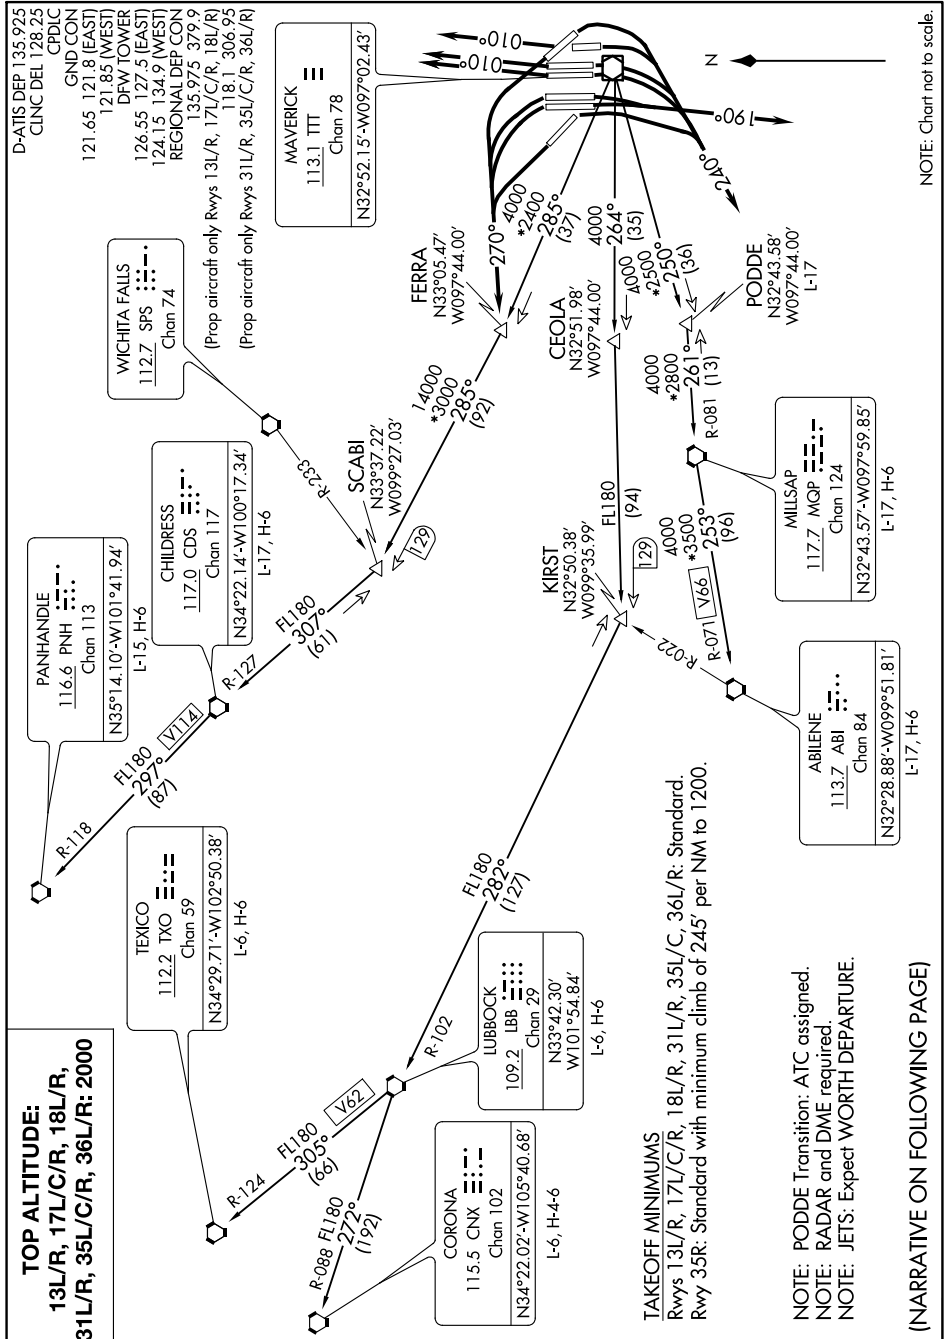 TOP ALTITUDE:
13L/R, 17L/C/R, 18L/R,
31L/R, 35L/C/R, 36L/R: 2000
D-ATIS DEP 135.925
CLNC DEL 128.25
CPDLC
GND CON
121.65 121.8 (EAST)
121.85 (WEST)
DFW TOWER
126.55 127.5 (EAST)
124.15 134.9 (WEST)
REGIONAL DEP CON
135.975 379.9
(Prop aircraft only Rwys 13L/R, 17L/C/R, 18L/R)
118.1 306.95
(Prop aircraft only Rwys 31L/R, 35L/C/R, 36L/R)
PANHANDLE
116.6 PNH
Chan 113
N35°14.10'-W101°41.94'
L-15, H-6
WICHITA FALLS
112.7 SPS
Chan 74
CHILDRESS
117.0 CDS
Chan 117
N34°22.14'-W100°17.34'
L-17, H-6
TEXICO
112.2 TXO
Chan 59
N34°29.71'-W102°50.38'
L-6, H-6
MAVERICK
113.1 TTT
Chan 78
N32°52.15'-W097°02.43'
R-118
FL180
297°
(87)
V114
R-127
FL180
307°
(61)
R-233
SCABI
N33°37.22'
W099°27.03'
129
14000
*3000
285°
(92)
FERRA
N33°05.47'
W097°44.00'
270°
4000
*2400
285°
(37)
010°
010°
190°
240°
N
CEOLA
N32°51.98'
W097°44.00'
4000
264°
(35)
4000
*2500
250°
(36)
PODDE
N32°43.58'
W097°44.00'
L-17
4000
*2800
261°
(13)
R-081
KIRST
N32°50.38'
W099°35.99'
129
FL180
(94)
4000
*3500
253°
(96)
R-071
V66
R-022
MILLSAP
117.7 MQP
Chan 124
N32°43.57'-W097°59.85'
L-17, H-6
ABILENE
113.7 ABI
Chan 84
N32°28.88'-W099°51.81'
L-17, H-6
FL180
282°
(127)
R-102
LUBBOCK
109.2 LBB
Chan 29
N33°42.30'
W101°54.84'
L-6, H-6
R-124
FL180
305°
(66)
V62
R-088
FL180
272°
(192)
CORONA
115.5 CNX
Chan 102
N34°22.02'-W105°40.68'
L-6, H-4-6
TAKEOFF MINIMUMS
Rwys 13L/R, 17L/C/R, 18L/R, 31L/R, 35L/C, 36L/R: Standard.
Rwy 35R: Standard with minimum climb of 245' per NM to 1200.
NOTE: PODDE Transition: ATC assigned.
NOTE: RADAR and DME required.
NOTE: JETS: Expect WORTH DEPARTURE.
(NARRATIVE ON FOLLOWING PAGE)
NOTE: Chart not to scale.